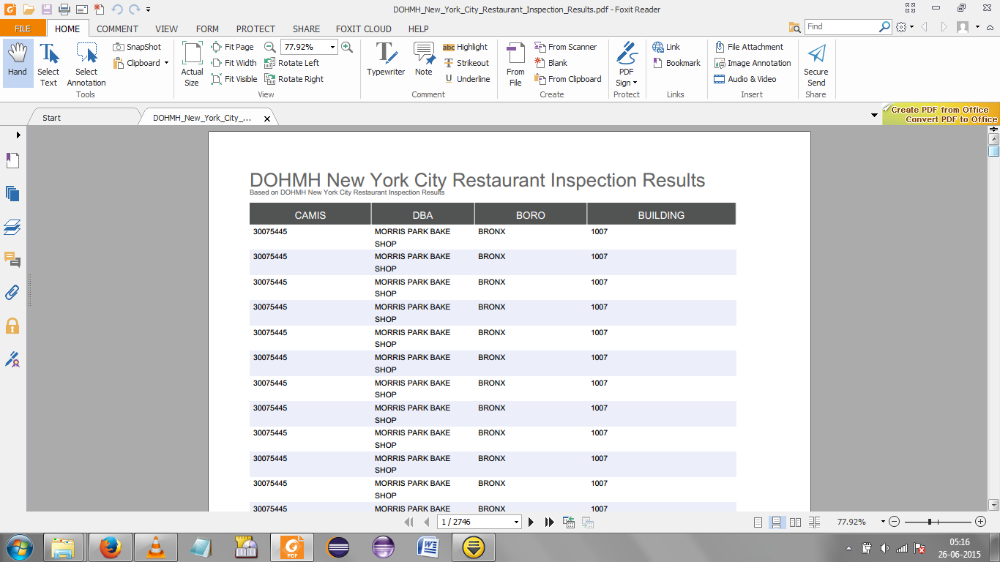 DOHMH_New_York_City_Restaurant_Inspection_Results.pdf - Foxit Reader
FILE HOME COMMENT VIEW FORM PROTECT SHARE FOXIT CLOUD HELP Find
Hand
Select Text
Select Annotation
SnapShot
Clipboard
Tools
Actual Size
Fit Page
Fit Width
Fit Visible
77.92%
Rotate Left
Rotate Right
View
Typewriter
Note
abc Highlight
T Strikeout
U Underline
Comment
From File
From Scanner
Blank
From Clipboard
Create
PDF Sign
Protect
Link
Bookmark
Links
File Attachment
Image Annotation
Audio & Video
Insert
Secure Send
Share
Start
DOHMH_New_York_City_... x
Create PDF from Office
Convert PDF to Office
DOHMH New York City Restaurant Inspection Results
Based on DOHMH New York City Restaurant Inspection Results
CAMIS DBA BORO BUILDING
30075445 MORRIS PARK BAKE BRONX 1007
SHOP
30075445 MORRIS PARK BAKE BRONX 1007
SHOP
30075445 MORRIS PARK BAKE BRONX 1007
SHOP
30075445 MORRIS PARK BAKE BRONX 1007
SHOP
30075445 MORRIS PARK BAKE BRONX 1007
SHOP
30075445 MORRIS PARK BAKE BRONX 1007
SHOP
30075445 MORRIS PARK BAKE BRONX 1007
SHOP
30075445 MORRIS PARK BAKE BRONX 1007
SHOP
30075445 MORRIS PARK BAKE BRONX 1007
SHOP
30075445 MORRIS PARK BAKE BRONX 1007
SHOP
30075445 MORRIS PARK BAKE BRONX 1007
SHOP
30075445 MORRIS PARK BAKE BRONX 1007
1 / 2746
77.92%
PDF
05:16
26-06-2015